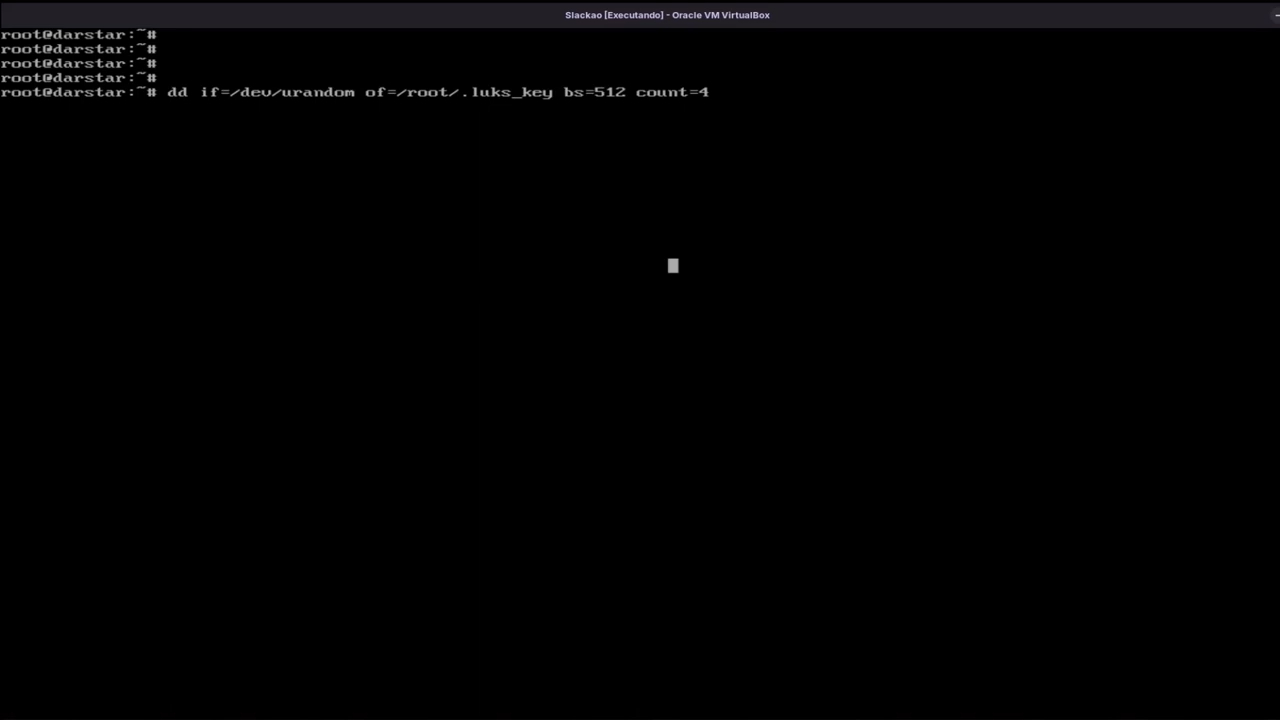 Slackao [Executando] - Oracle VM VirtualBox
root@darstar:~#
root@darstar:~#
root@darstar:~#
root@darstar:~#
root@darstar:~# dd if=/dev/urandom of=/root/.luks_key bs=512 count=4